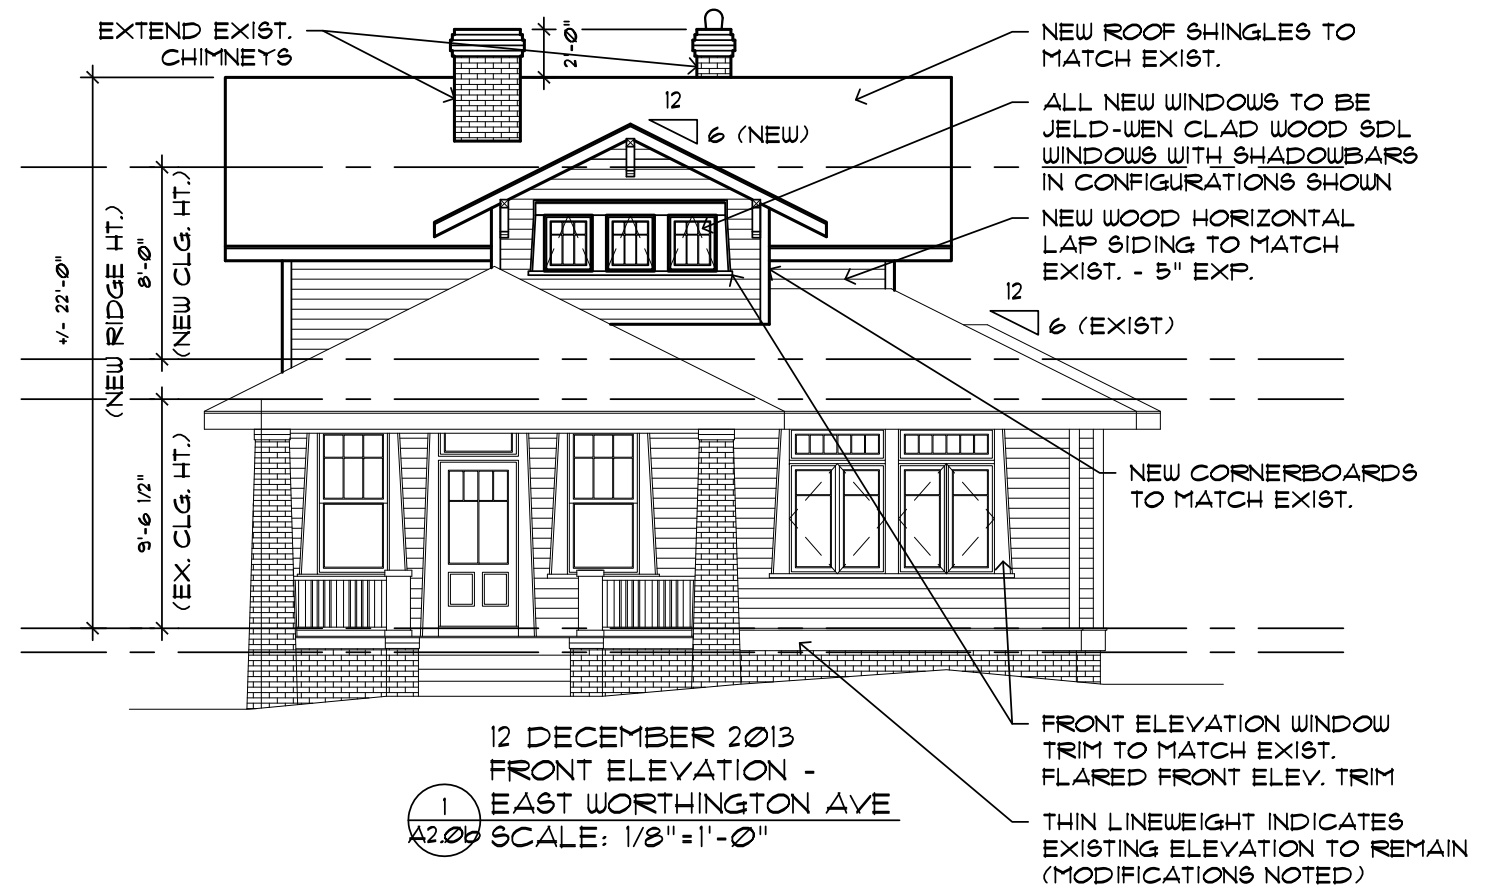 EXTEND EXIST.
CHIMNEYS
2'-0"
NEW ROOF SHINGLES TO
MATCH EXIST.
12
6 (NEW)
ALL NEW WINDOWS TO BE
JELD-WEN CLAD WOOD SDL
WINDOWS WITH SHADOWBARS
IN CONFIGURATIONS SHOWN
NEW WOOD HORIZONTAL
LAP SIDING TO MATCH
EXIST. - 5" EXP.
12
6 (EXIST)
+/- 22'-0"
(NEW RIDGE HT.)
8'-0"
(NEW CLG. HT.)
9'-6 1/2"
(EX. CLG. HT.)
NEW CORNERBOARDS
TO MATCH EXIST.
FRONT ELEVATION WINDOW
TRIM TO MATCH EXIST.
FLARED FRONT ELEV. TRIM
THIN LINEWEIGHT INDICATES
EXISTING ELEVATION TO REMAIN
(MODIFICATIONS NOTED)
12 DECEMBER 2013
FRONT ELEVATION -
1 EAST WORTHINGTON AVE
A2.0b SCALE: 1/8"=1'-0"